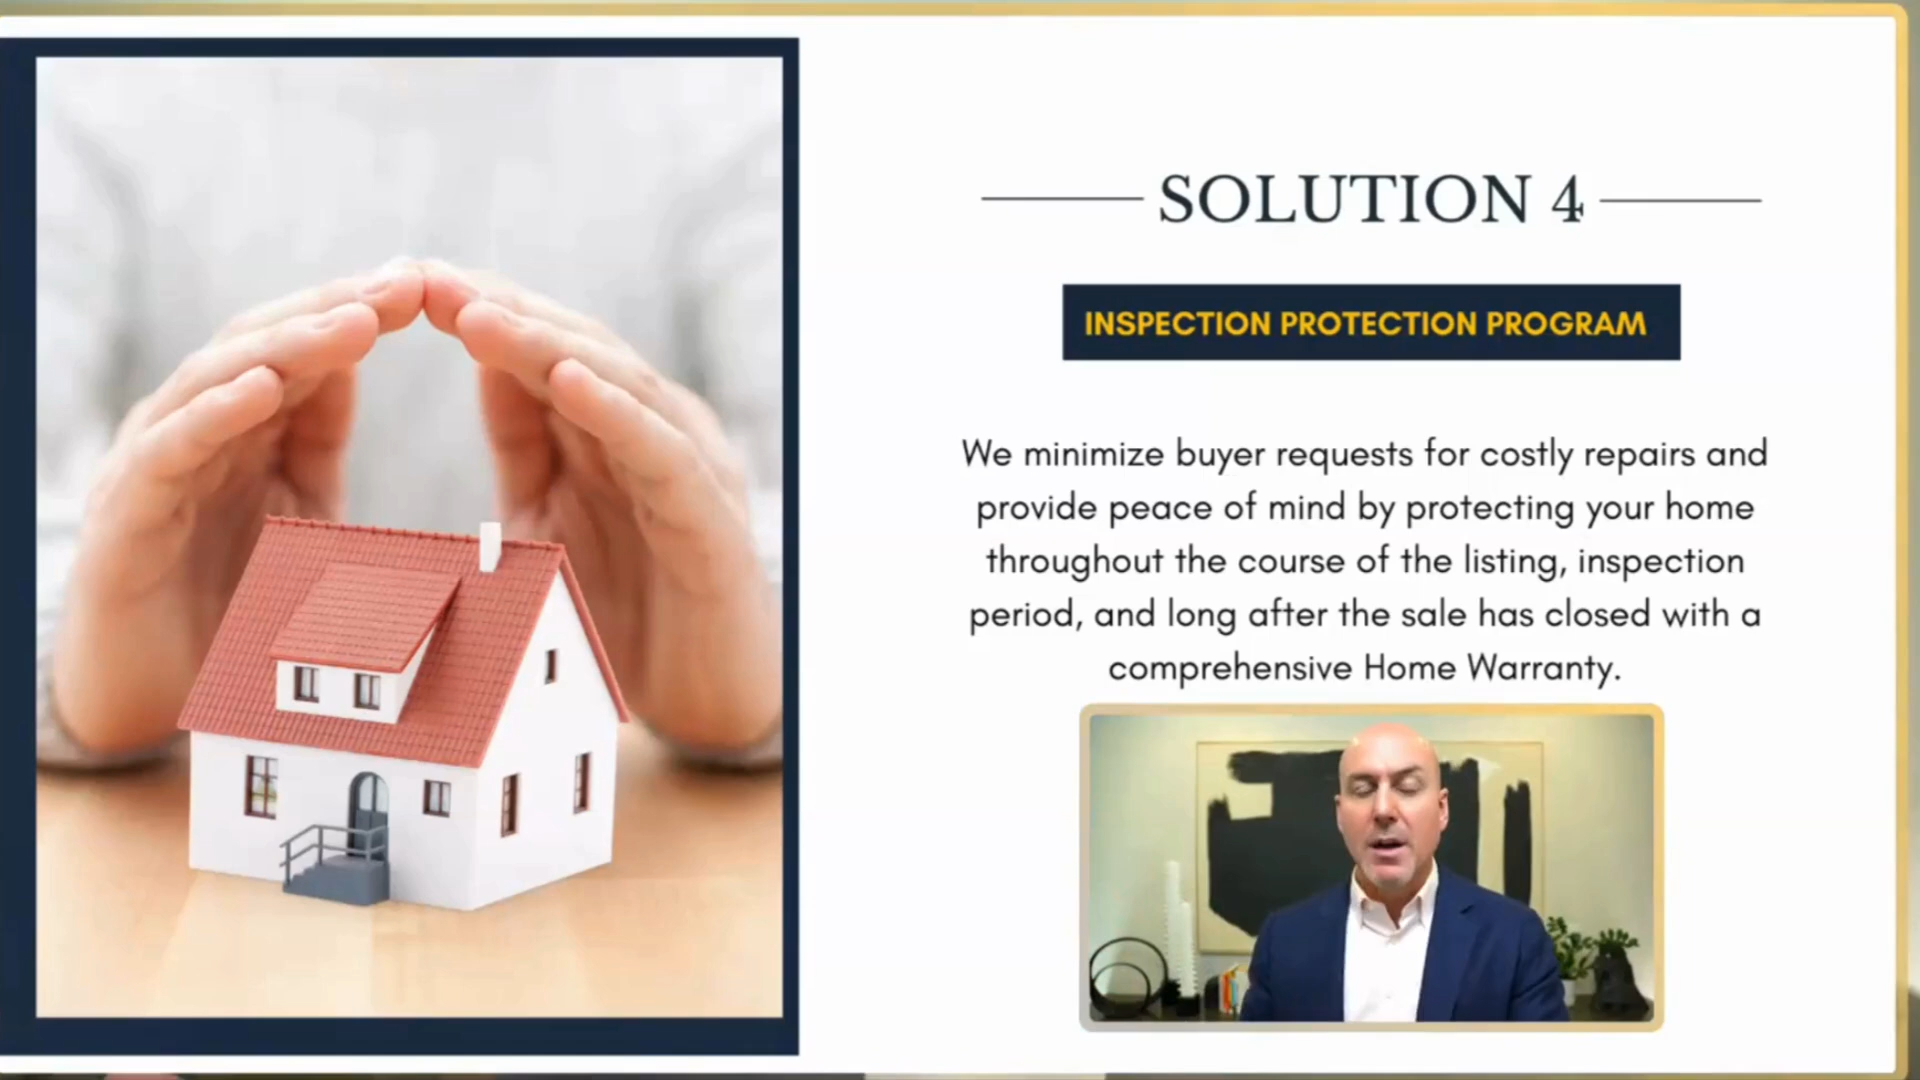 SOLUTION 4
INSPECTION PROTECTION PROGRAM
We minimize buyer requests for costly repairs and
provide peace of mind by protecting your home
throughout the course of the listing, inspection
period, and long after the sale has closed with a
comprehensive Home Warranty.